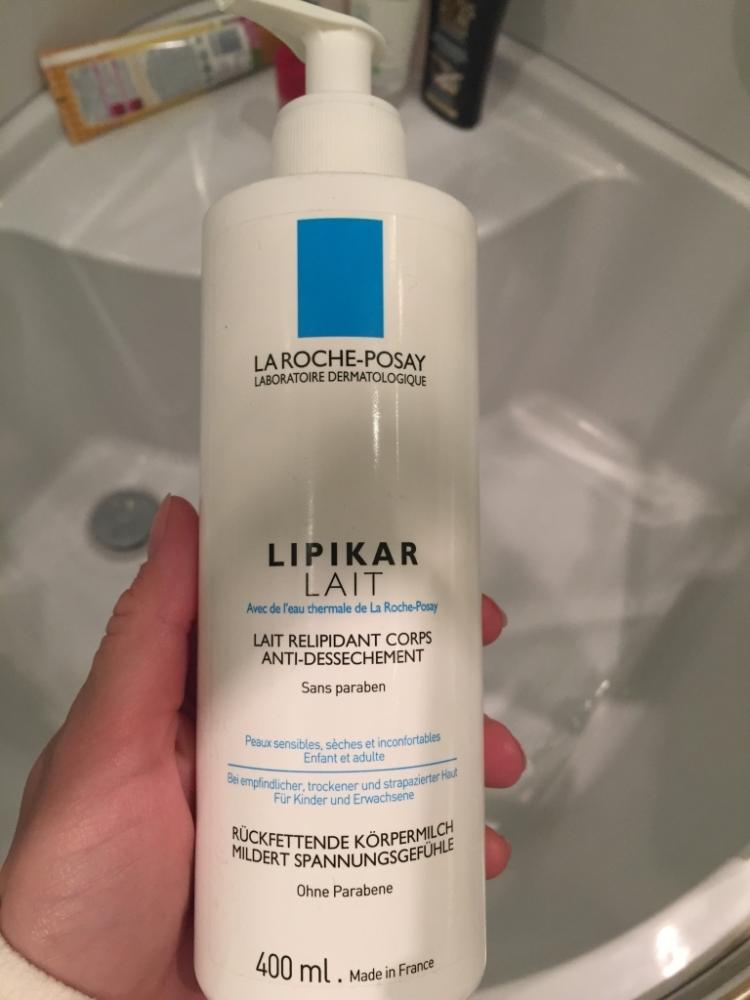 LA ROCHE-POSAY
LABORATOIRE DERMATOLOGIQUE
LIPIKAR
LAIT
Avec de l'eau thermale de La Roche-Posay
LAIT RELIPIDANT CORPS
ANTI-DESSECHEMENT
Sans paraben
Peaux sensibles, sèches et inconfortables
Enfant et adulte
Bei empfindlicher, trockener und strapazierter Haut
Für Kinder und Erwachsene
RÜCKFETTENDE KÖRPERMILCH
MILDERT SPANNUNGSGEFÜHLE
Ohne Parabene
400 ml . Made in France